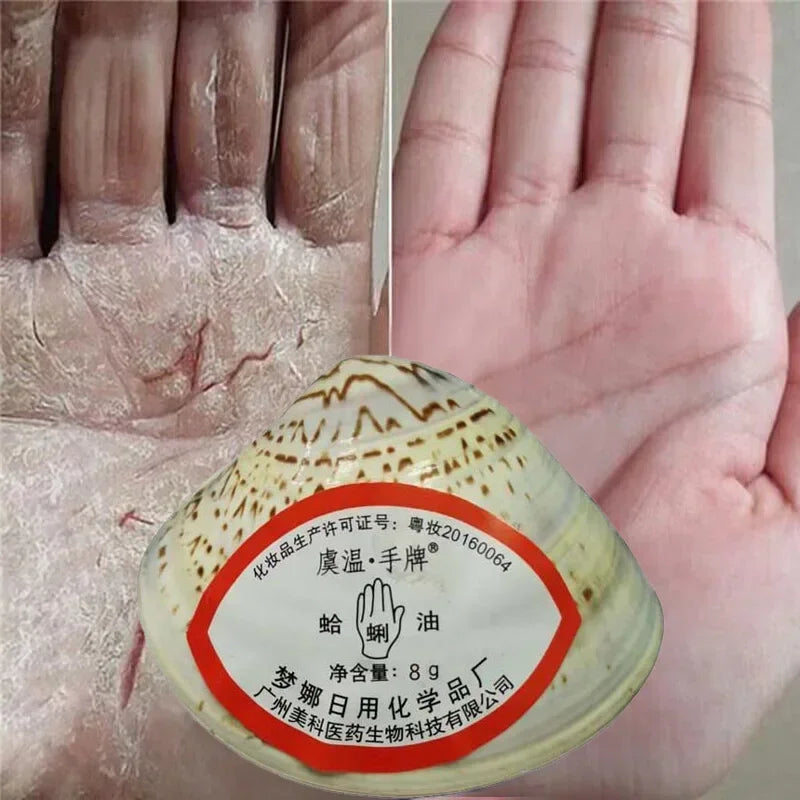 化妆品生产许可证号：粤妆20160064
虞温·手牌®
蛤蜊油
净含量：8g
梦娜日用化学品厂
广州美科医药生物科技有限公司